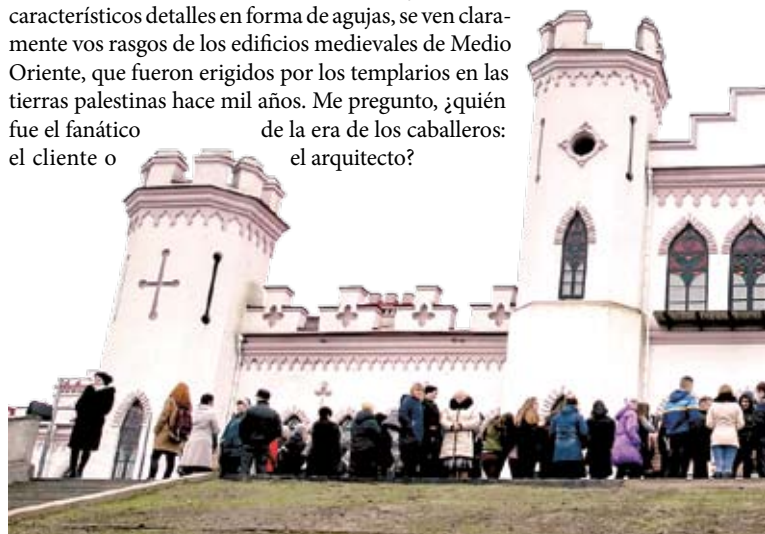 característicos detalles en forma de agujas, se ven clara-
mente vos rasgos de los edificios medievales de Medio
Oriente, que fueron erigidos por los templarios en las
tierras palestinas hace mil años. Me pregunto, ¿quién
fue el fanático de la era de los caballeros:
el cliente o el arquitecto?